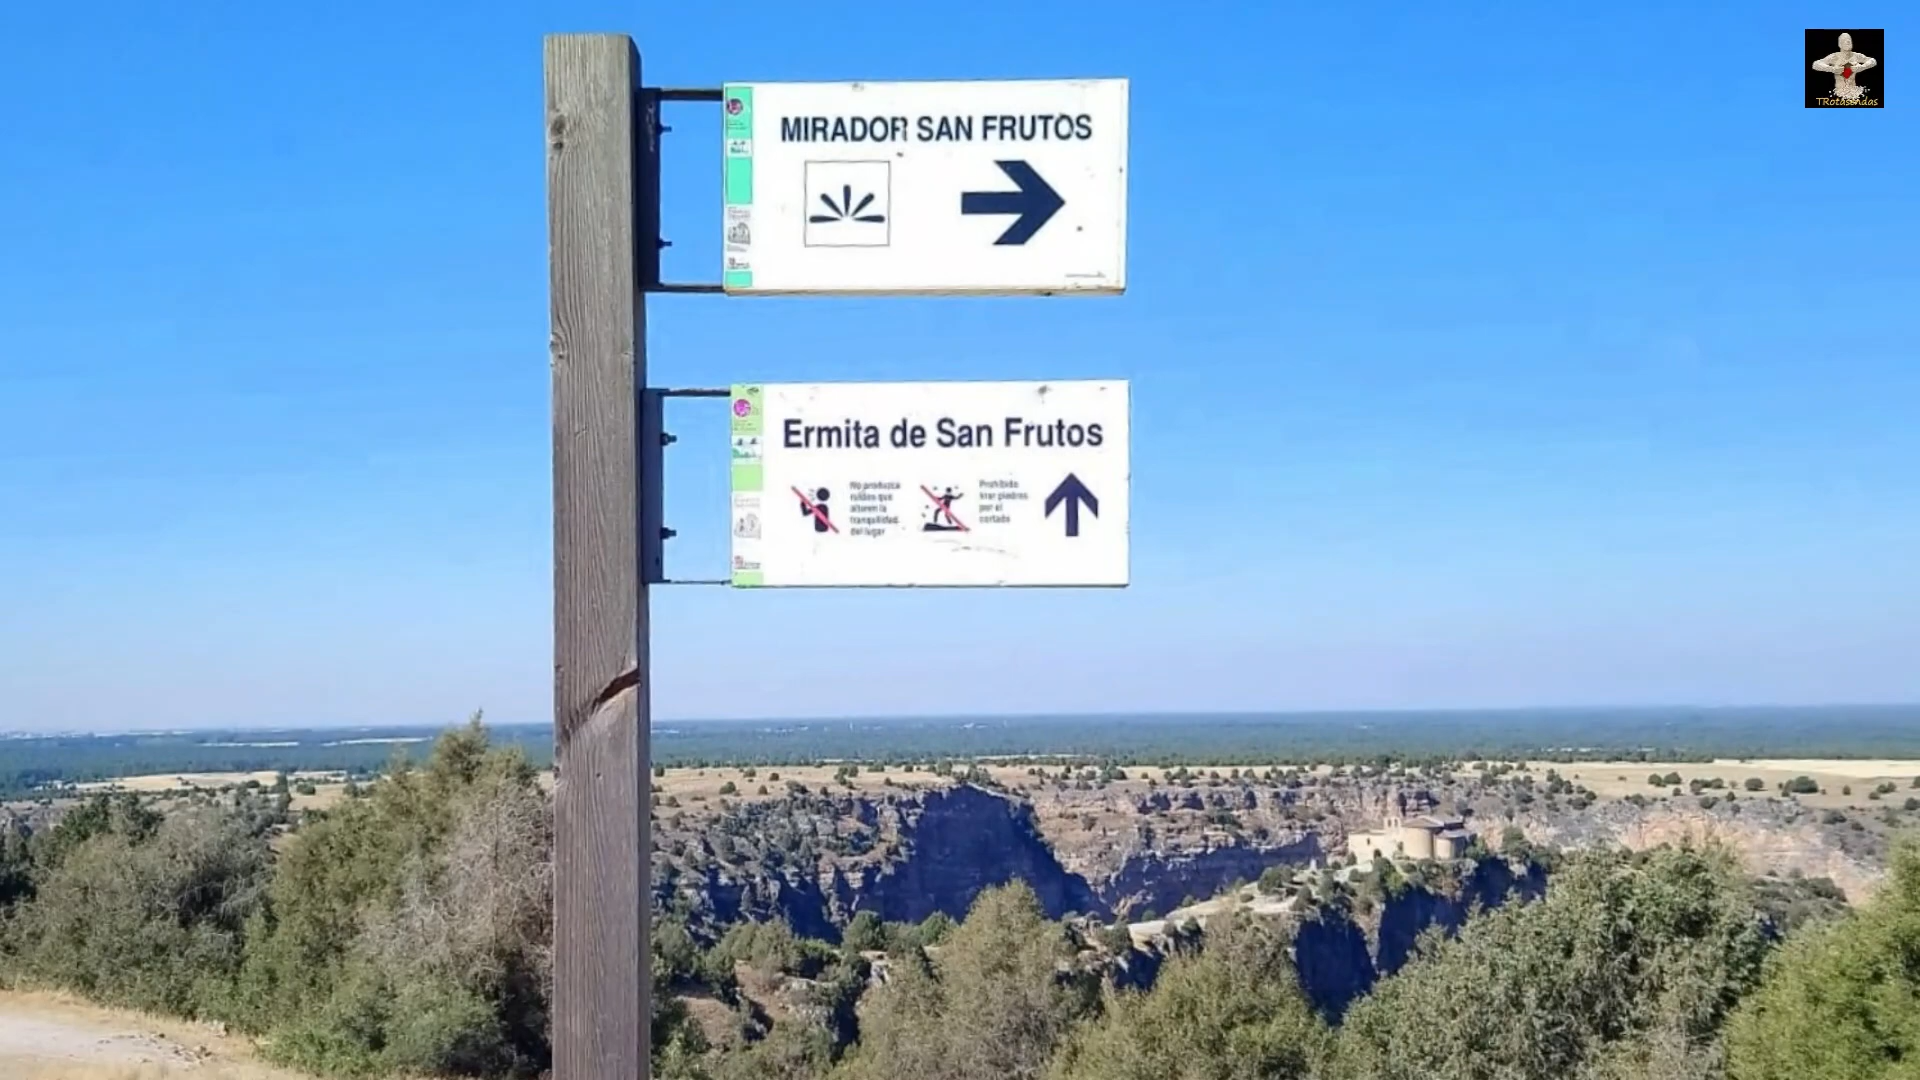 TRotasendas
MIRADOR SAN FRUTOS
Ermita de San Frutos
No produzca
ruidos que
alteren la
tranquilidad
del lugar
Prohibido
tirar piedras
por el
cortado